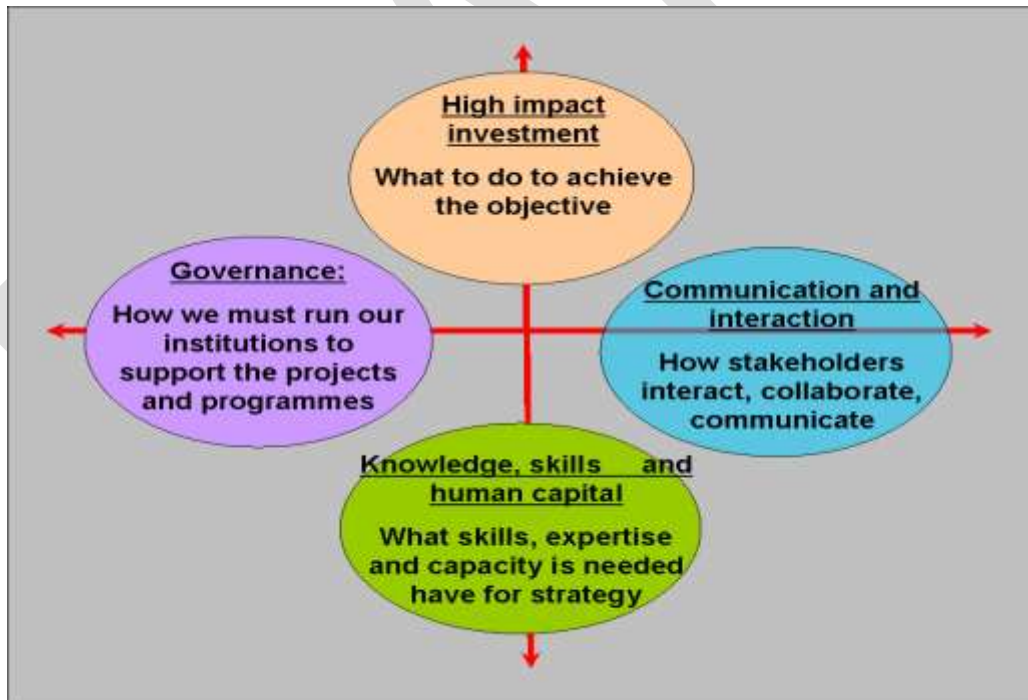 High impact
investment
What to do to achieve
the objective
Governance:
How we must run our
institutions to
support the projects
and programmes
Communication and
interaction
How stakeholders
interact, collaborate,
communicate
Knowledge, skills and
human capital
What skills, expertise
and capacity is needed
have for strategy